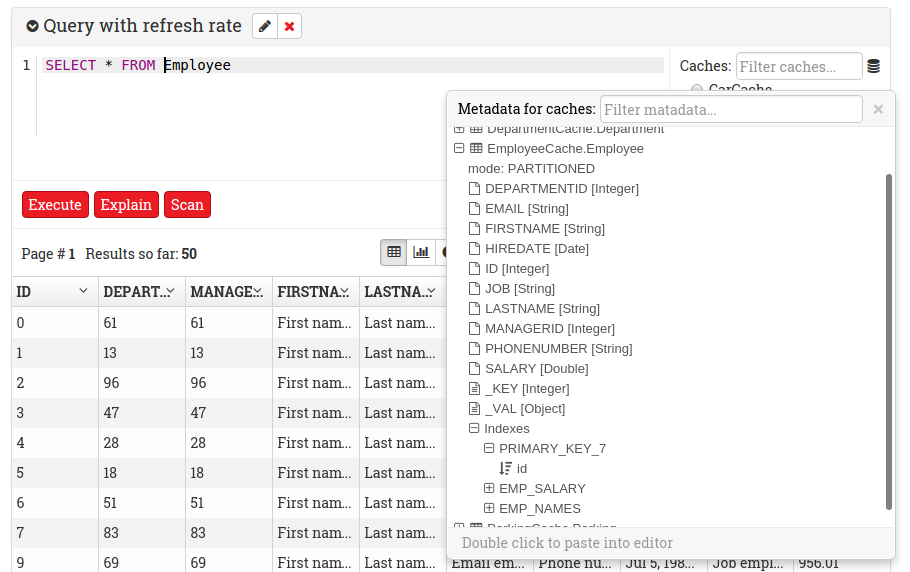 Query with refresh rate
1 SELECT * FROM Employee
Caches: Filter caches...
CarCache
Metadata for caches: Filter matadata... ×
DepartmentCache.Department
EmployeeCache.Employee
mode: PARTITIONED
DEPARTMENTID [Integer]
EMAIL [String]
FIRSTNAME [String]
HIREDATE [Date]
ID [Integer]
JOB [String]
LASTNAME [String]
MANAGERID [Integer]
PHONENUMBER [String]
SALARY [Double]
_KEY [Integer]
_VAL [Object]
Indexes
PRIMARY_KEY_7
id
EMP_SALARY
EMP_NAMES
ParkingCache.Parking
Double click to paste into editor
Execute Explain Scan
Page # 1 Results so far: 50
ID DEPART... MANAGE... FIRSTNA... LASTNA...
0 61 61 First nam... Last nam...
1 13 13 First nam... Last nam...
2 96 96 First nam... Last nam...
3 47 47 First nam... Last nam...
4 28 28 First nam... Last nam...
5 18 18 First nam... Last nam...
6 51 51 First nam... Last nam...
7 83 83 First nam... Last nam...
9 69 69 First nam... Last nam... Email em... Phone nu... Jul 5, 198... Job empl... 956.01